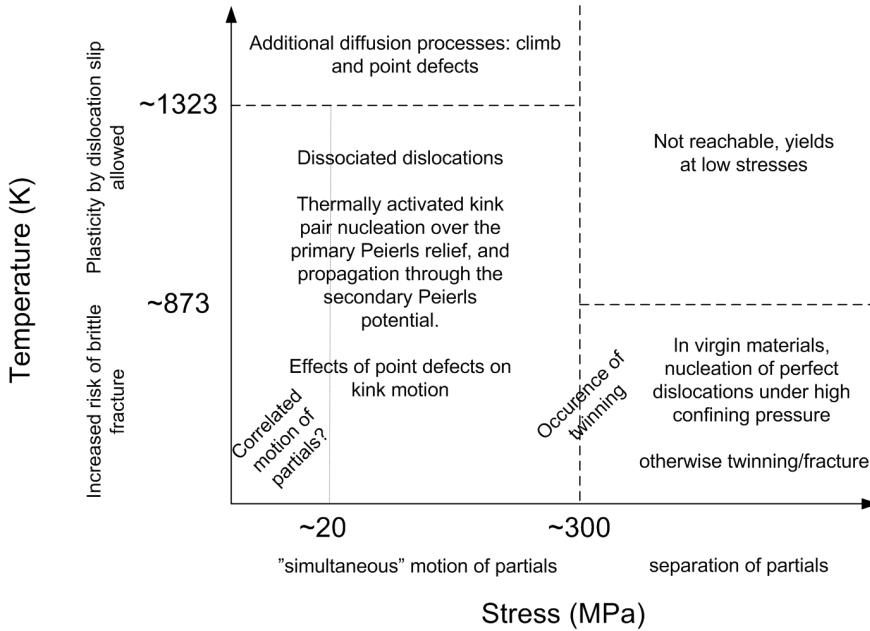 Additional diffusion processes: climb
and point defects
~1323
Not reachable, yields
at low stresses
Dissociated dislocations
Thermally activated kink
pair nucleation over the
primary Peierls relief, and
propagation through the
secondary Peierls
potential.
Effects of point defects on
kink motion
Correlated
motion of
partials?
Occurence of
twinning
In virgin materials,
nucleation of perfect
dislocations under high
confining pressure
otherwise twinning/fracture
Temperature (K)
Plasticity by dislocation slip
allowed
~873
Increased risk of brittle
fracture
~20
~300
"simultaneous" motion of partials
separation of partials
Stress (MPa)